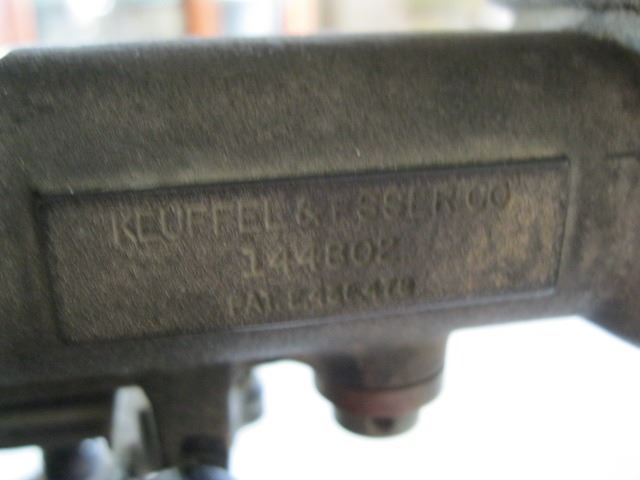 KEUFFEL & ESSER CO
144802
PAT.